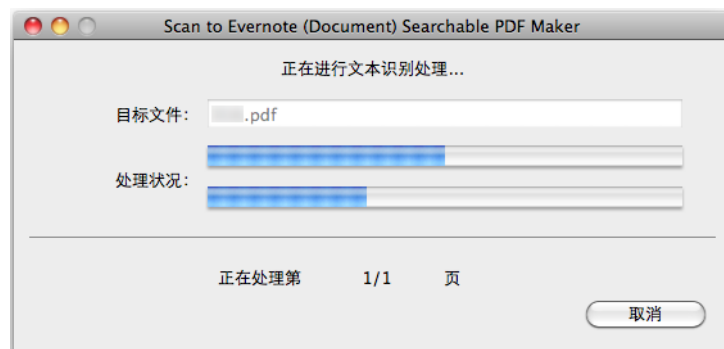 Scan to Evernote (Document) Searchable PDF Maker
正在进行文本识别处理...
目标文件: .pdf
处理状况:
正在处理第 1/1 页
取消